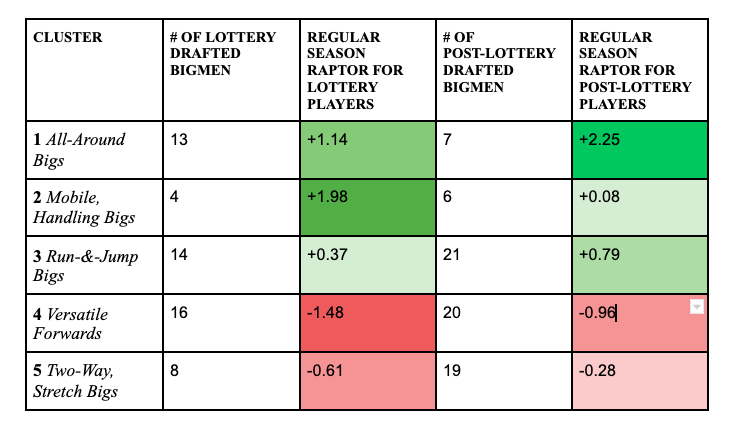 CLUSTER
# OF LOTTERY
DRAFTED
BIGMEN
REGULAR
SEASON
RAPTOR FOR
LOTTERY
PLAYERS
# OF
POST-LOTTERY
DRAFTED
BIGMEN
REGULAR
SEASON
RAPTOR FOR
POST-LOTTERY
PLAYERS
1 All-Around
Bigs
13
+1.14
7
+2.25
2 Mobile,
Handling Bigs
4
+1.98
6
+0.08
3 Run-&-Jump
Bigs
14
+0.37
21
+0.79
4 Versatile
Forwards
16
-1.48
20
-0.96
5 Two-Way,
Stretch Bigs
8
-0.61
19
-0.28